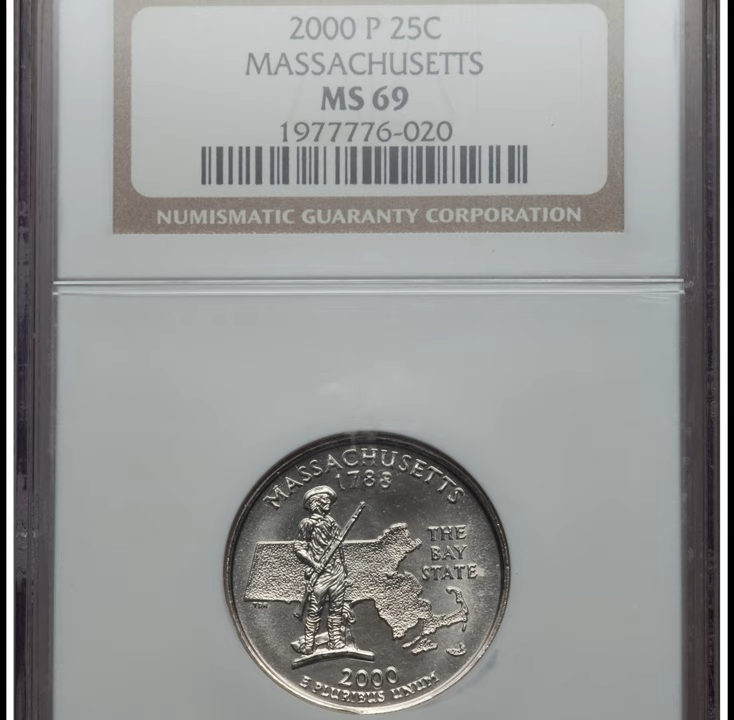 2000 P 25C
MASSACHUSETTS
MS 69
1977776-020
NUMISMATIC GUARANTY CORPORATION
MASSACHUSETTS
1788
THE
BAY
STATE
2000
E PLURIBUS UNUM